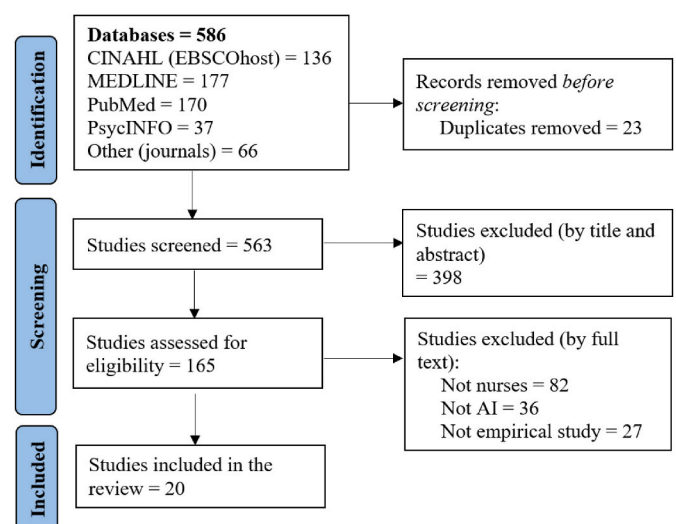 Identification
Databases = 586
CINAHL (EBSCOhost) = 136
MEDLINE = 177
PubMed = 170
PsycINFO = 37
Other (journals) = 66
Records removed before
screening:
Duplicates removed = 23
Screening
Studies screened = 563
Studies excluded (by title and
abstract)
= 398
Studies assessed for
eligibility = 165
Studies excluded (by full
text):
Not nurses = 82
Not AI = 36
Not empirical study = 27
Included
Studies included in the
review = 20